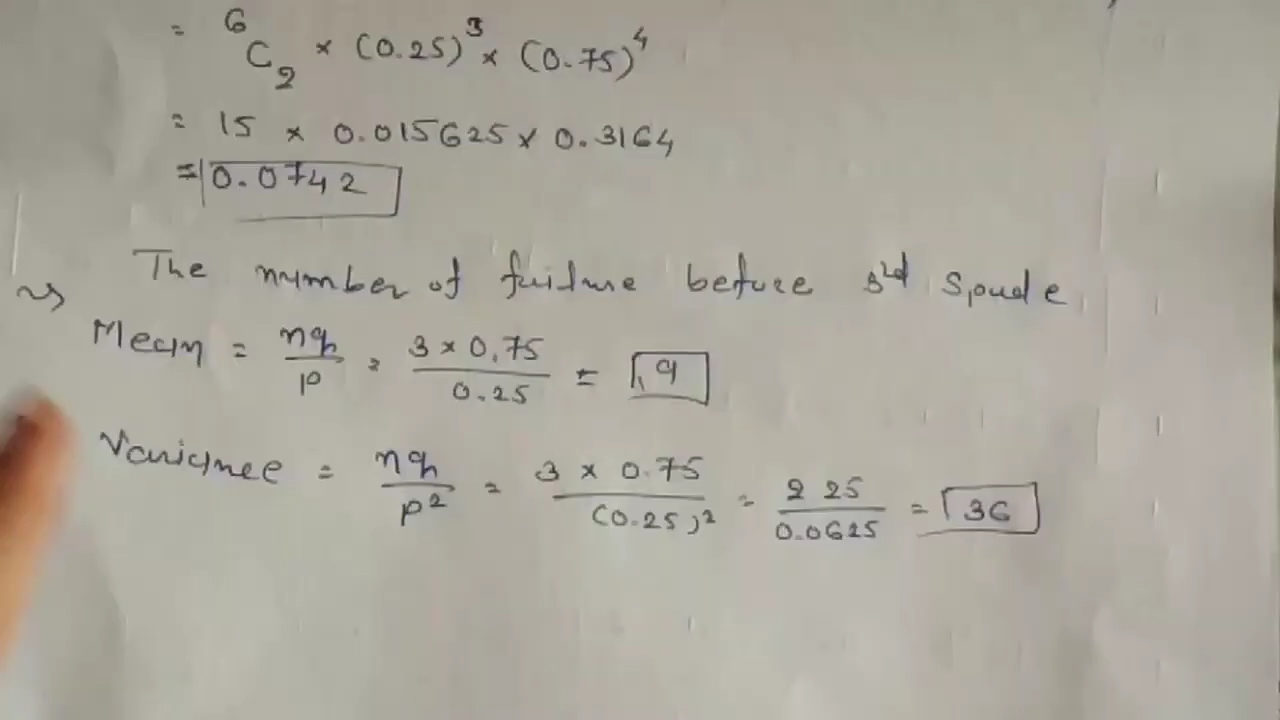 = ⁶C₂ × (0.25)³ × (0.75)⁴
= 15 × 0.015625 × 0.3164
= 0.0742
The number of failure before 3rd Spade
Mean = nq/p = 3 × 0.75/0.25 = 9
Variance = nq/p² = 3 × 0.75/(0.25)² = 2.25/0.0625 = 36